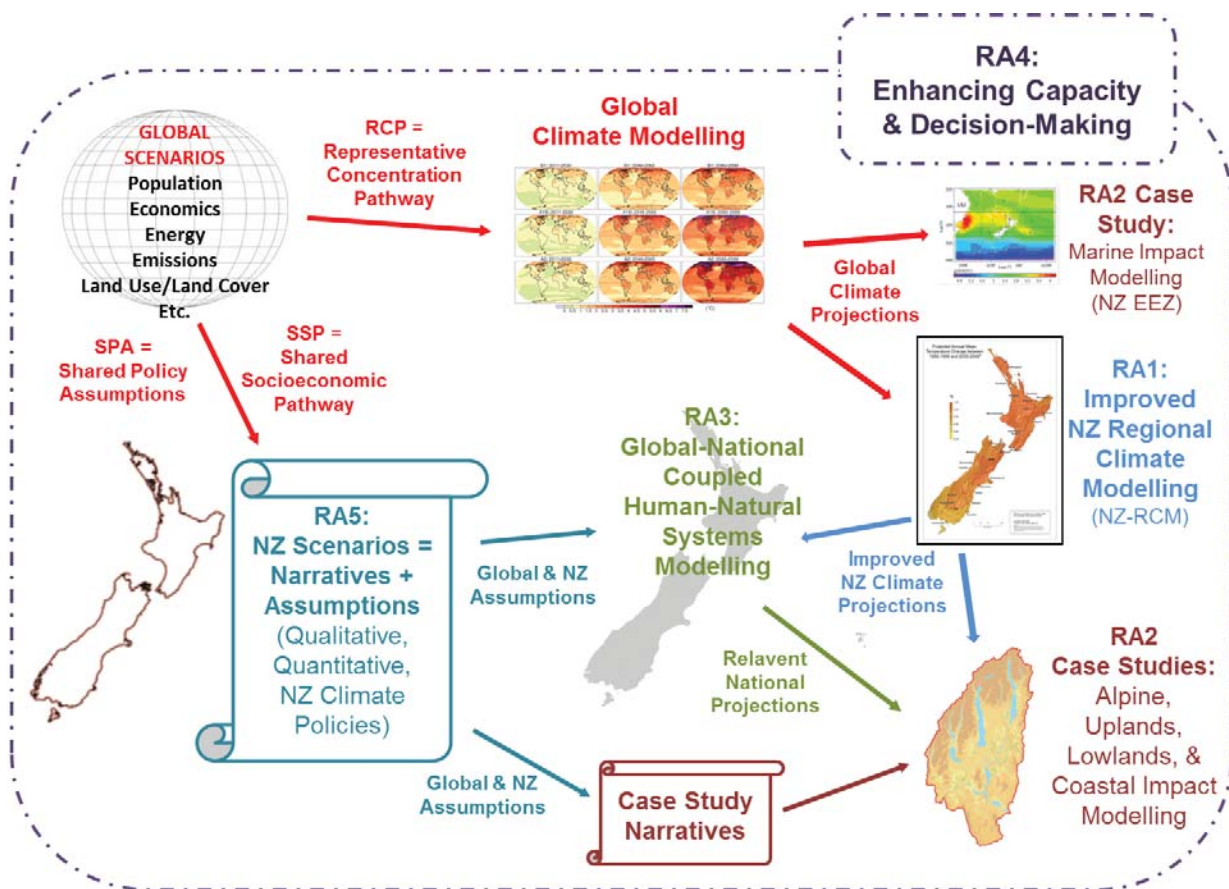 RA4:
Enhancing Capacity
& Decision-Making
GLOBAL
SCENARIOS
Population
Economics
Energy
Emissions
Land Use/Land Cover
Etc.
RCP =
Representative
Concentration
Pathway
Global
Climate Modelling
Global
Climate
Projections
RA2 Case
Study:
Marine Impact
Modelling
(NZ EEZ)
SPA =
Shared Policy
Assumptions
SSP =
Shared
Socioeconomic
Pathway
RA1:
Improved
NZ Regional
Climate
Modelling
(NZ-RCM)
Projected Annual Mean
RA3:
Global-National
Coupled
Human-Natural
Systems
Modelling
RA5:
NZ Scenarios =
Narratives +
Assumptions
(Qualitative,
Quantitative,
NZ Climate
Policies)
Global & NZ
Assumptions
Improved
NZ Climate
Projections
Relavent
National
Projections
RA2
Case Studies:
Alpine,
Uplands,
Lowlands, &
Coastal Impact
Modelling
Global & NZ
Assumptions
Case Study
Narratives